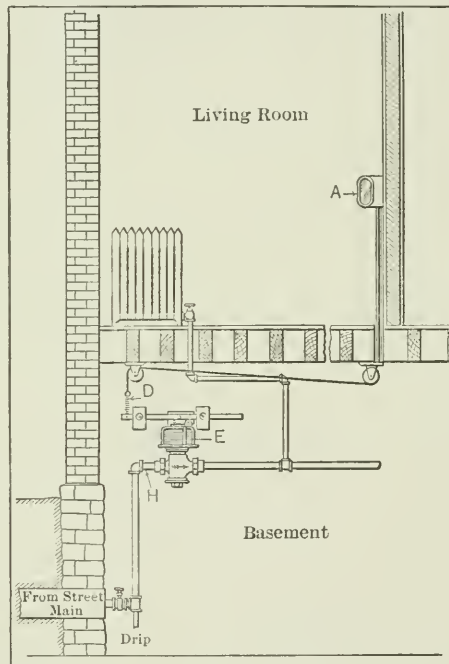 Living Room
A
D
E
H
Basement
From Street
Main
Drip